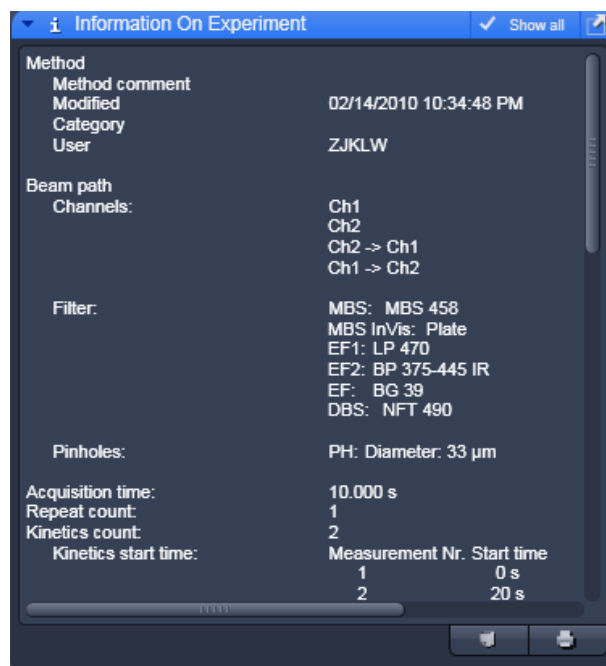 Information On Experiment Show all
Method
Method comment
Modified 02/14/2010 10:34:48 PM
Category
User ZJKLW
Beam path
Channels: Ch1
Ch2
Ch2 -> Ch1
Ch1 -> Ch2
Filter: MBS: MBS 458
MBS InVis: Plate
EF1: LP 470
EF2: BP 375-445 IR
EF: BG 39
DBS: NFT 490
Pinholes: PH: Diameter: 33 µm
Acquisition time: 10.000 s
Repeat count: 1
Kinetics count: 2
Kinetics start time: Measurement Nr. Start time
1 0 s
2 20 s